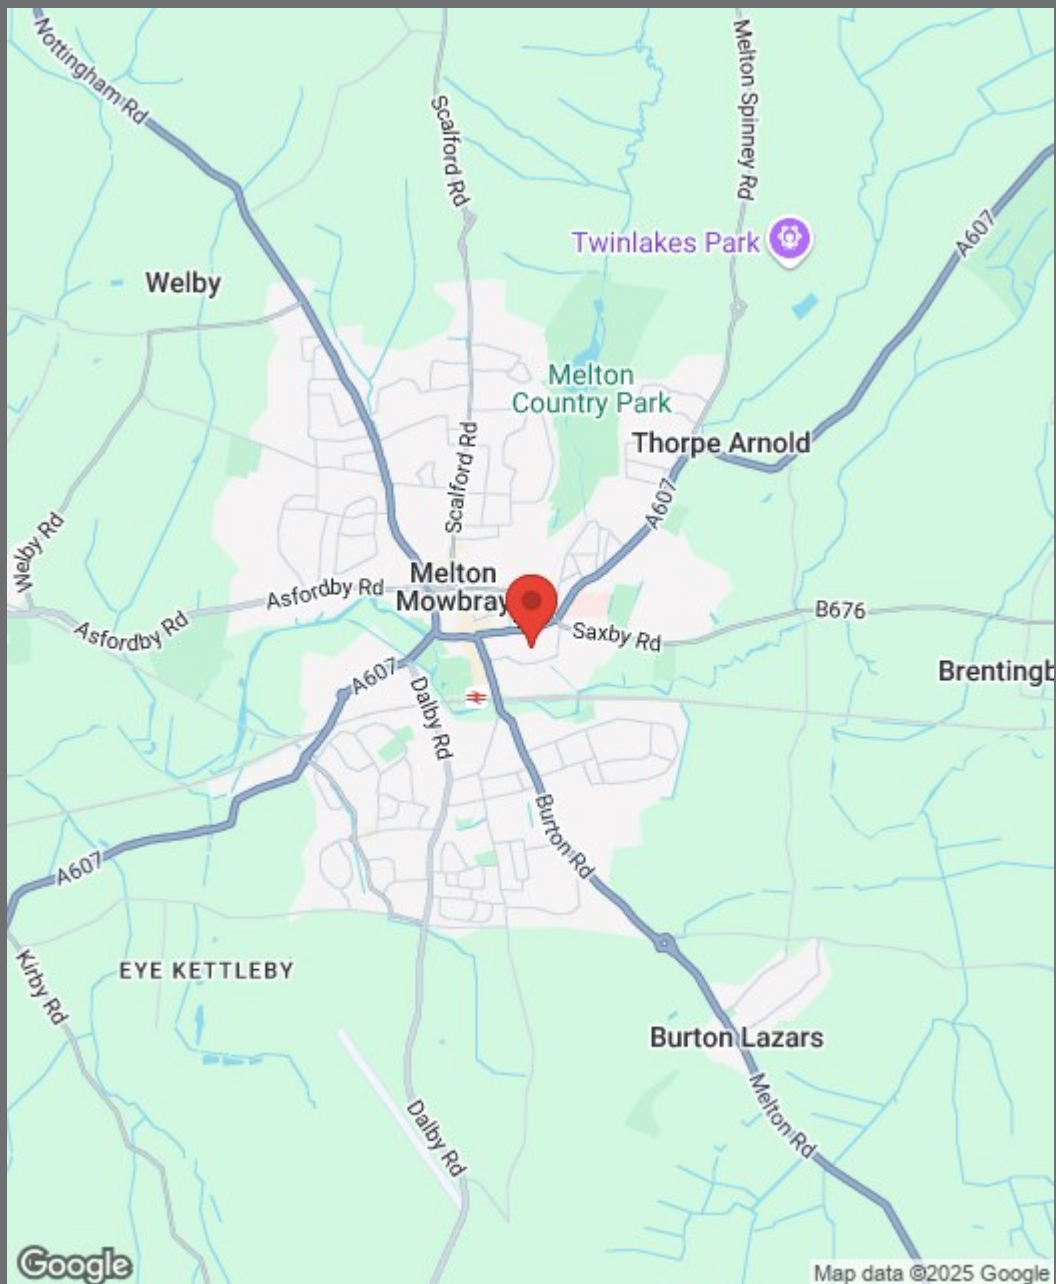 Nottingham Rd
Scalford Rd
Melton Spinney Rd
A607
Twinlakes Park
Welby
Melton
Country Park
Thorpe Arnold
Scalford Rd
A607
Welby Rd
Asfordby Rd
Melton
Mowbray
Asfordby Rd
Saxby Rd
B676
A607
Dalby Rd
Burton Rd
A607
Kirby Rd
EYE KETTLEBY
Burton Lazars
Melton Rd
Dalby Rd
Google
Map data ©2025 Google
Brentingb